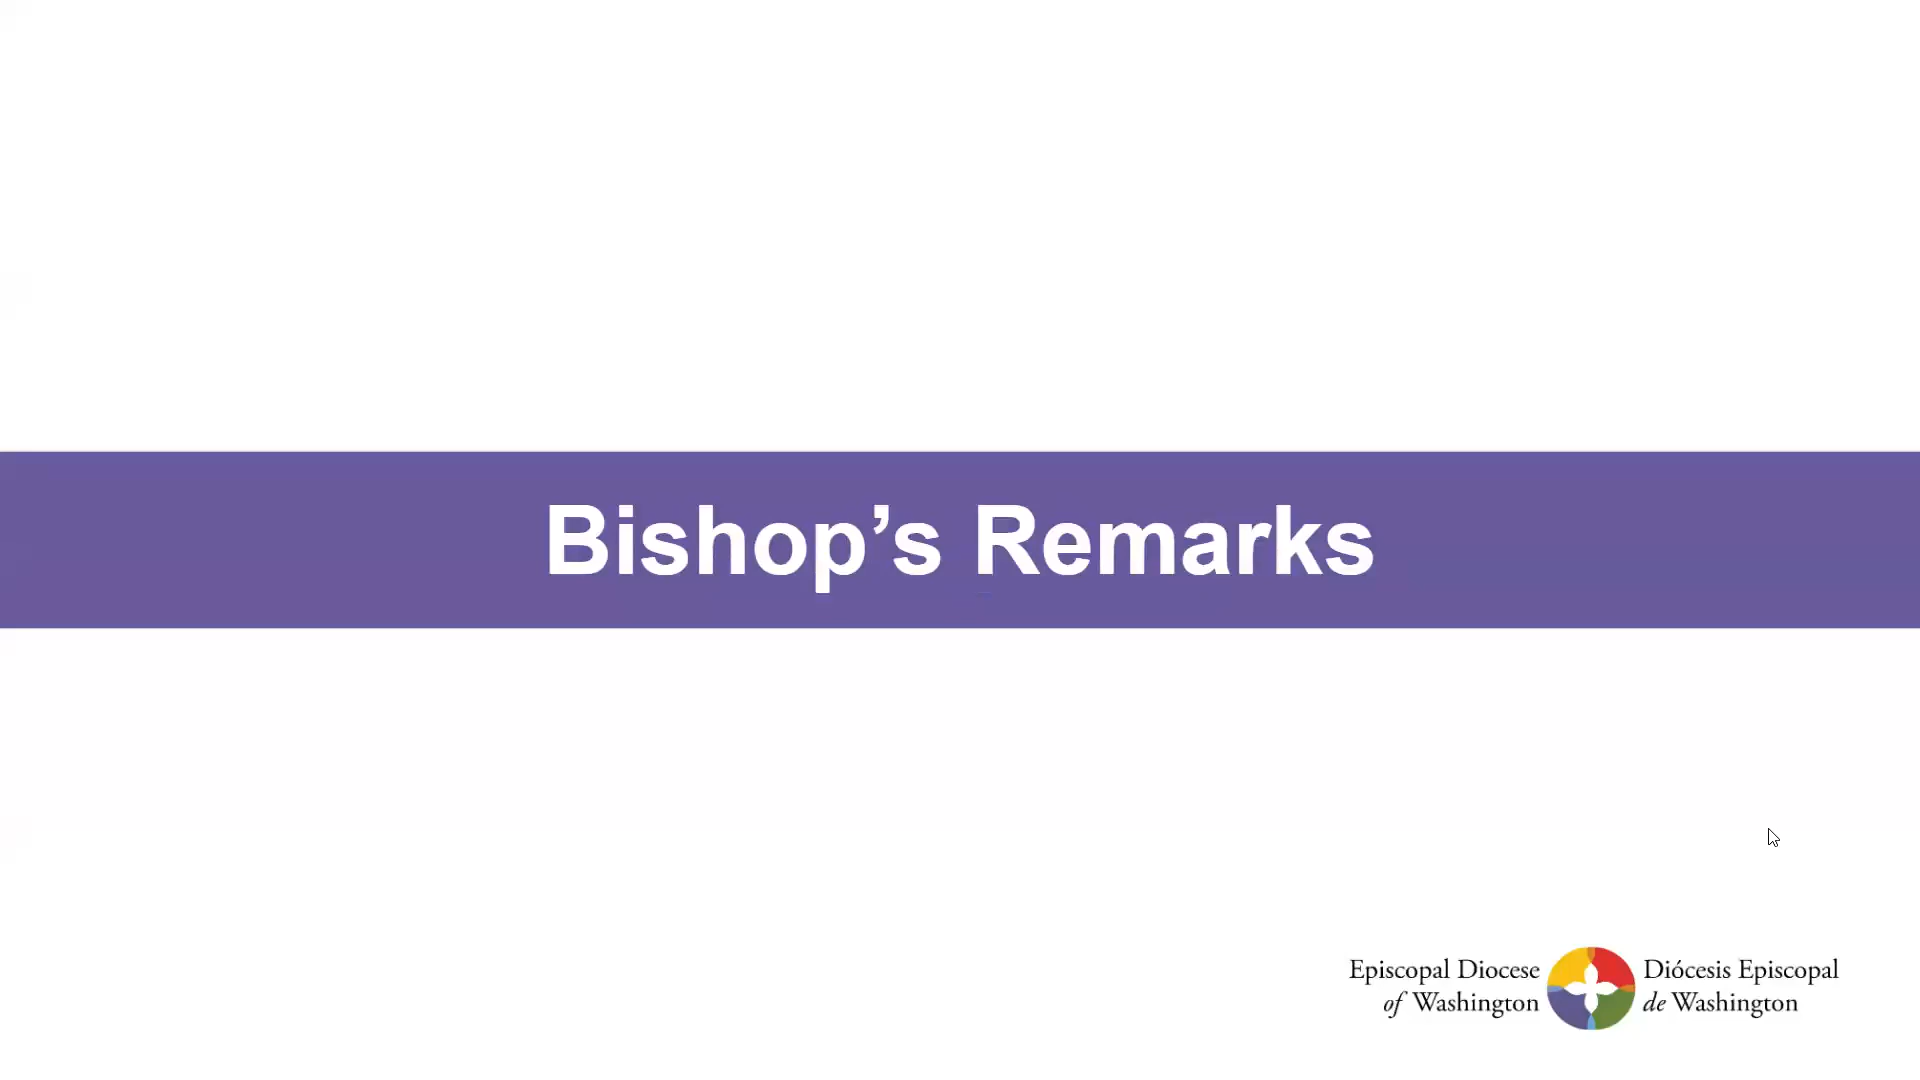 Bishop’s Remarks
Episcopal Diocese
of Washington
Diócesis Episcopal
de Washington